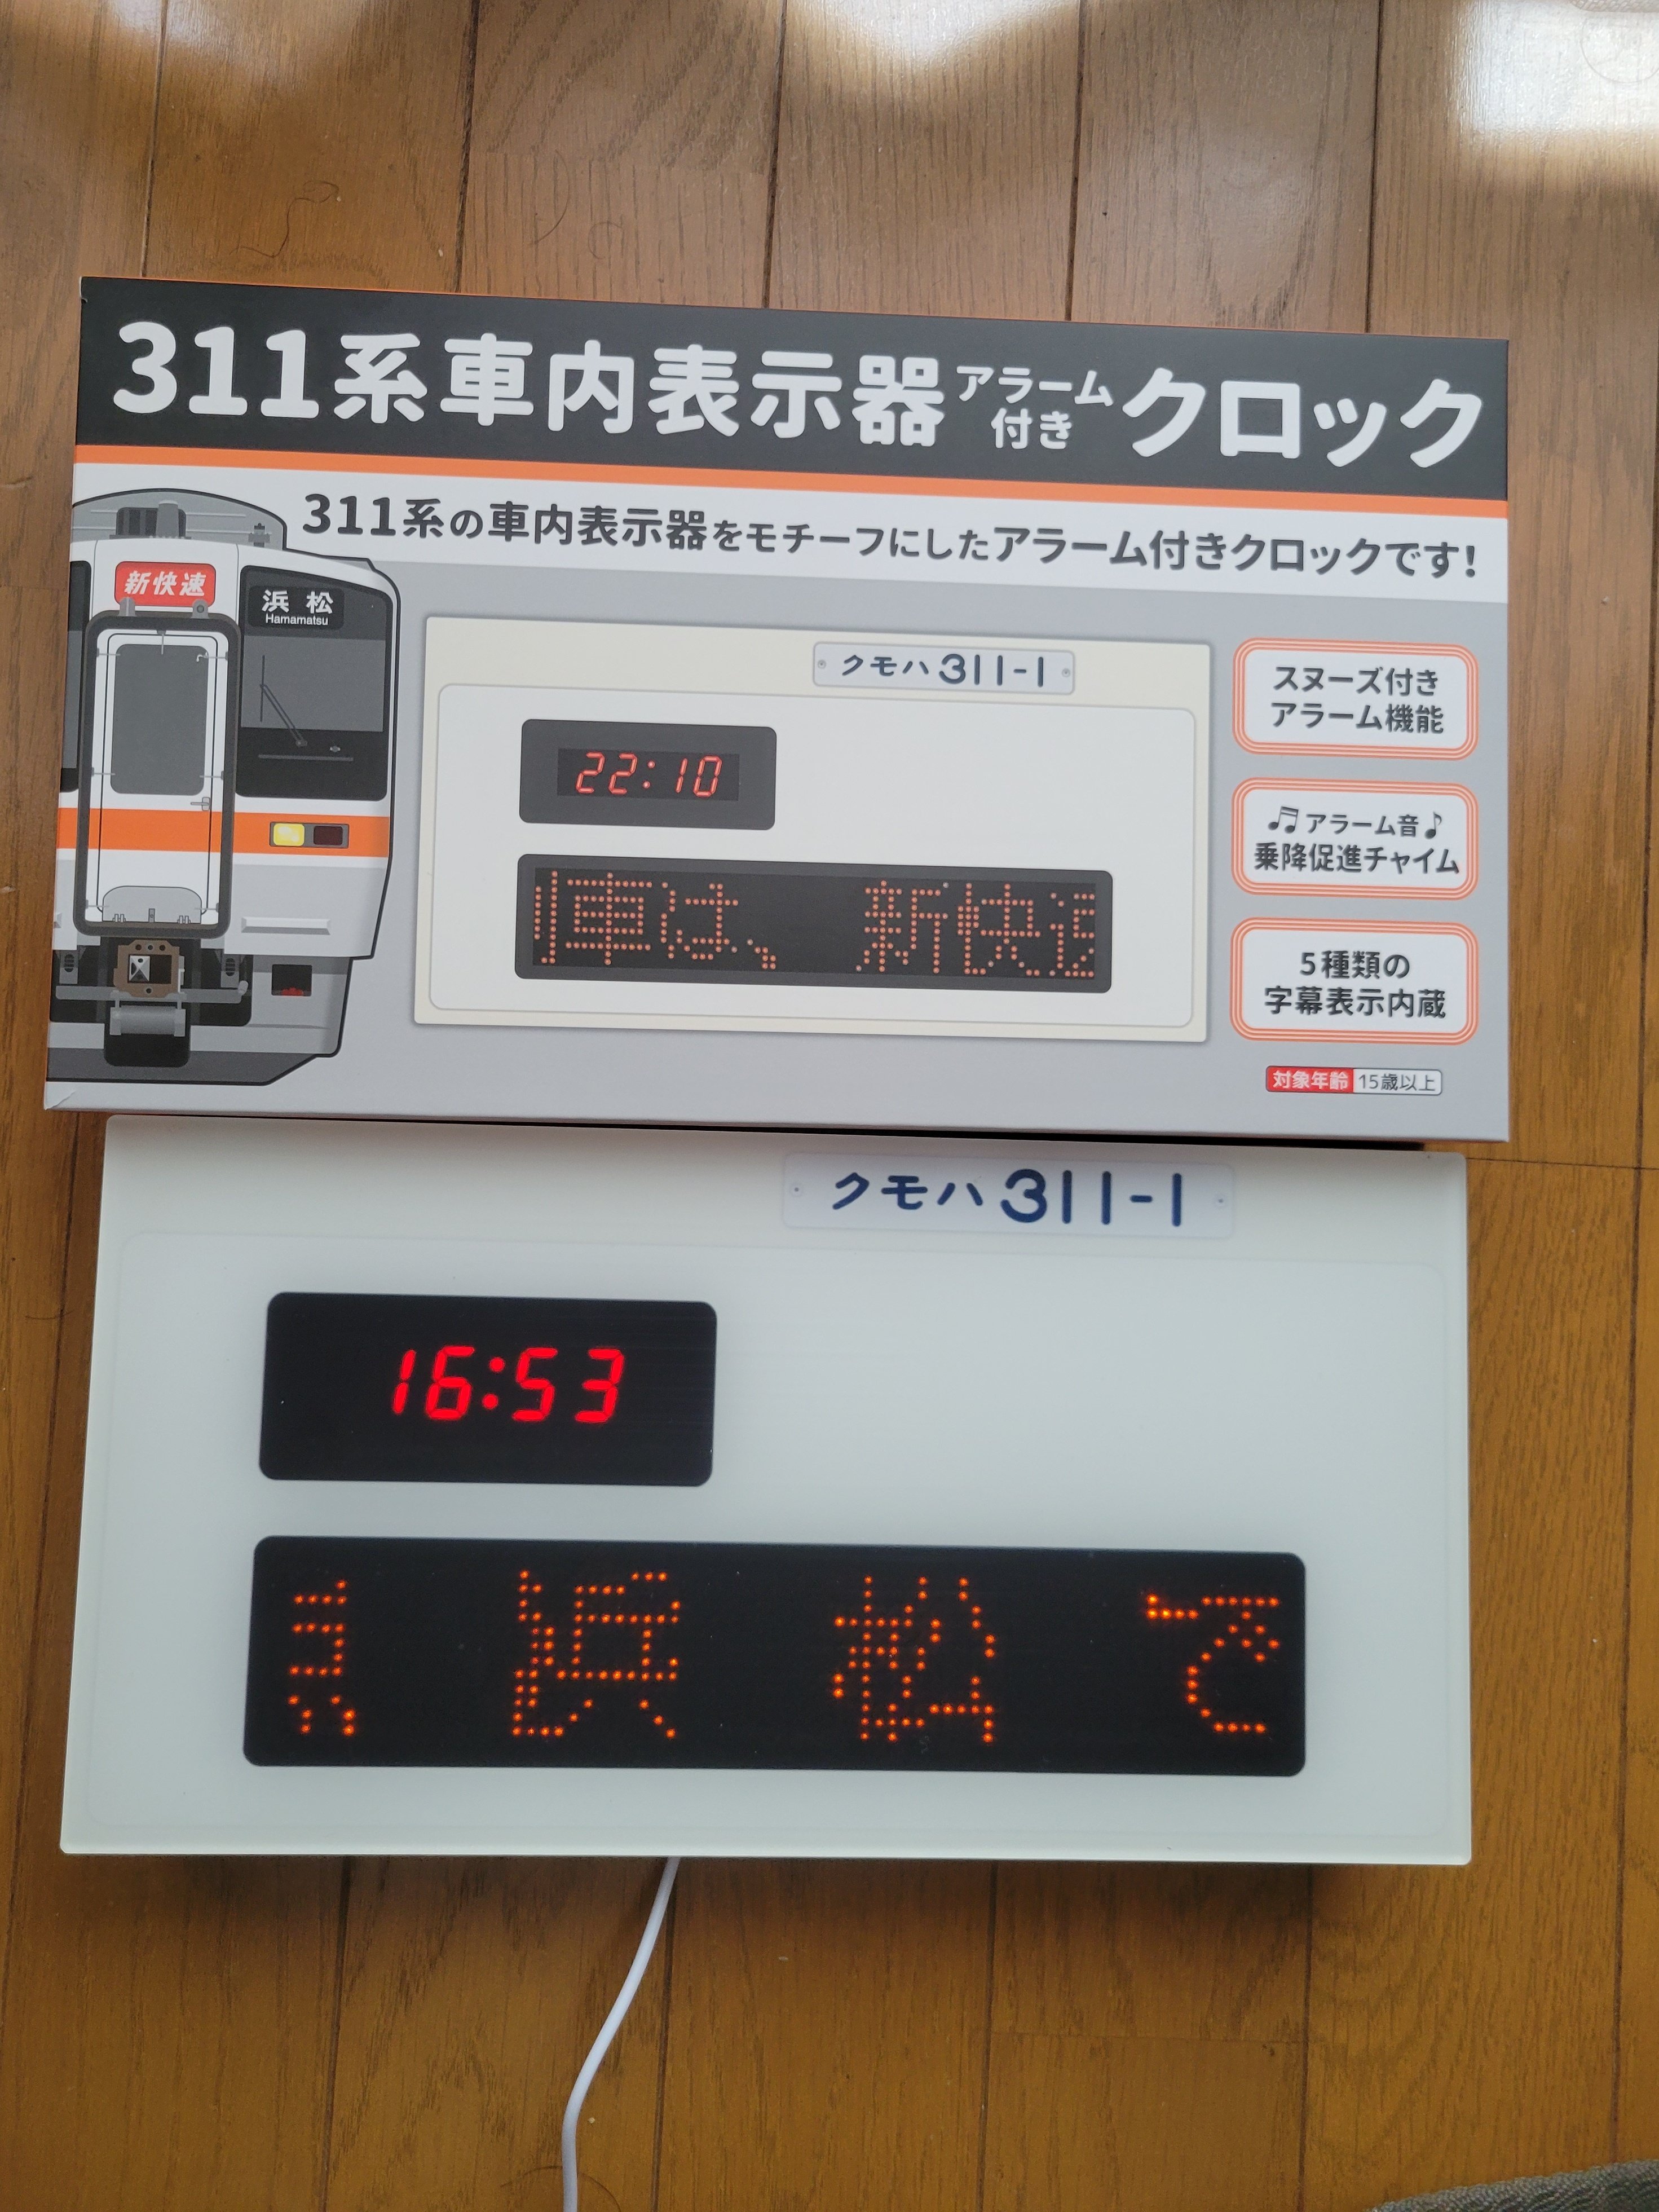 311系車内表示器アラーム付きクロック
311系の車内表示器をモチーフにしたアラーム付きクロックです!
新快速
浜松
Hamamatsu
クモハ311-1
22:10
車は、 新快
スヌーズ付き
アラーム機能
♬アラーム音♪
乗降促進チャイム
5種類の
字幕表示内蔵
対象年齢 15歳以上
クモハ311-1
16:53
浜 松 で